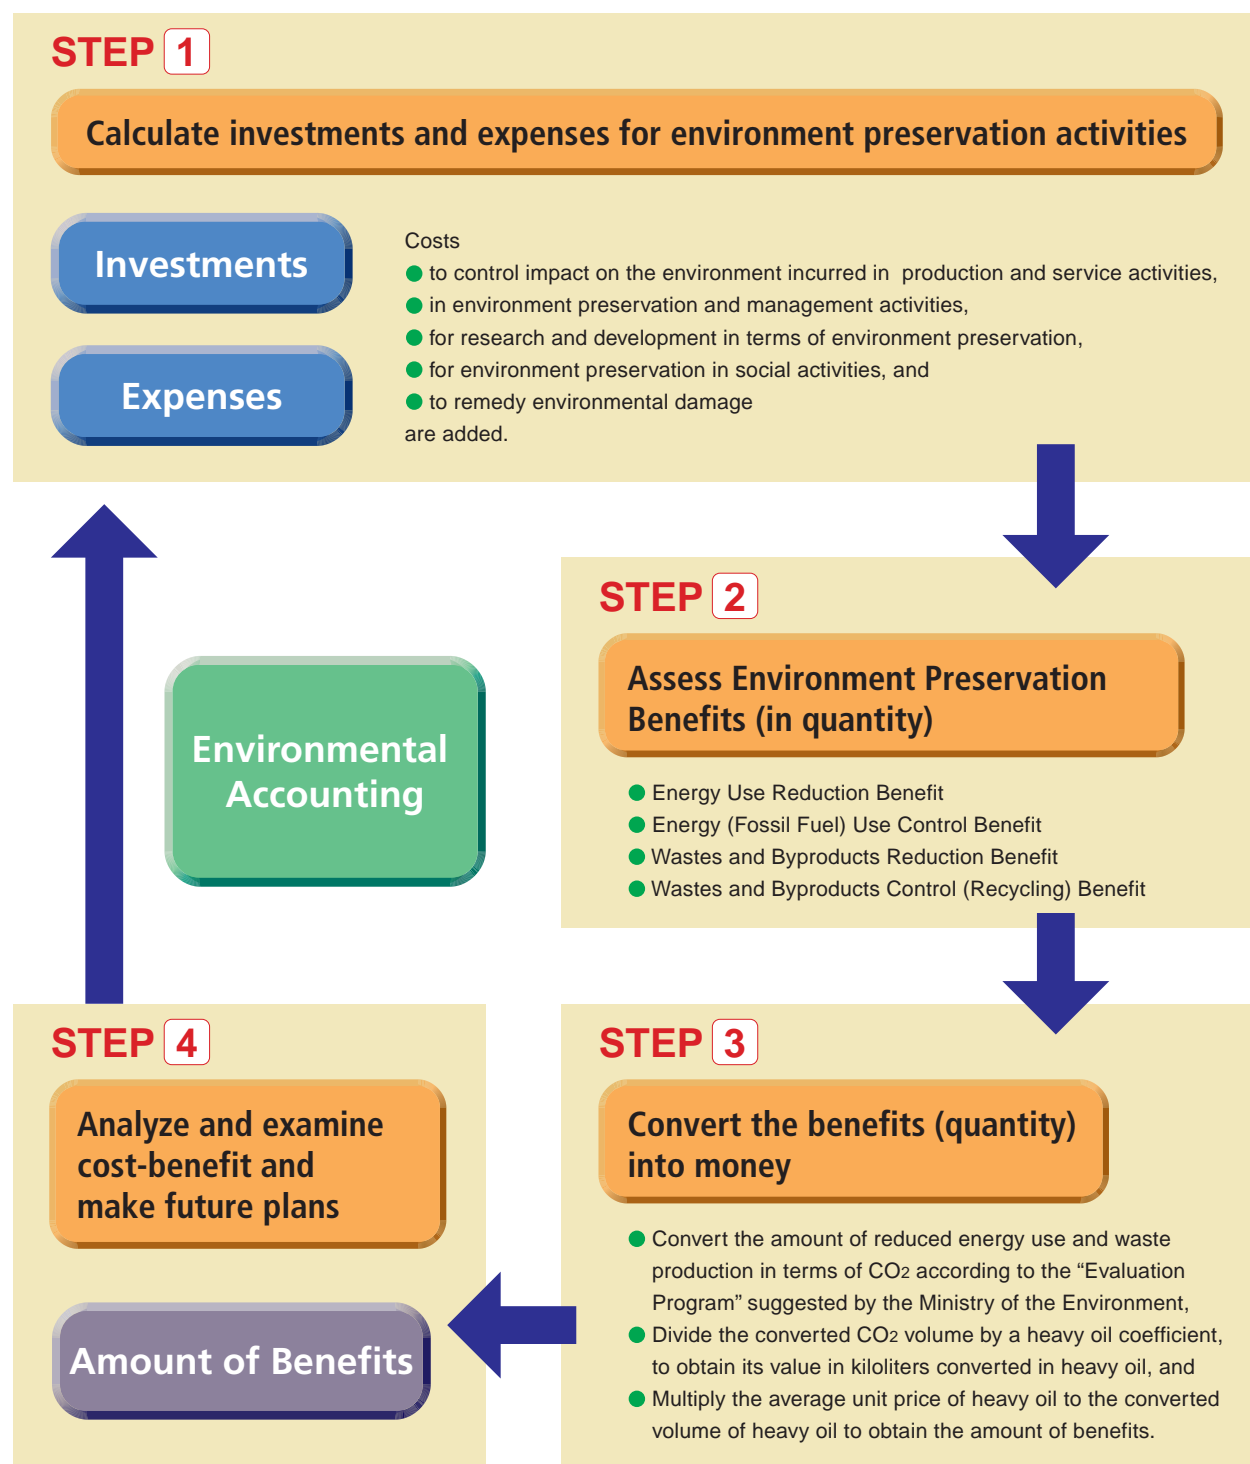 STEP 1
Calculate investments and expenses for environment preservation activities
Investments
Expenses
Costs
● to control impact on the environment incurred in production and service activities,
● in environment preservation and management activities,
● for research and development in terms of environment preservation,
● for environment preservation in social activities, and
● to remedy environmental damage
are added.
STEP 2
Assess Environment Preservation
Benefits (in quantity)
● Energy Use Reduction Benefit
● Energy (Fossil Fuel) Use Control Benefit
● Wastes and Byproducts Reduction Benefit
● Wastes and Byproducts Control (Recycling) Benefit
Environmental
Accounting
STEP 3
Convert the benefits (quantity)
into money
● Convert the amount of reduced energy use and waste
production in terms of CO2 according to the “Evaluation
Program” suggested by the Ministry of the Environment,
● Divide the converted CO2 volume by a heavy oil coefficient,
to obtain its value in kiloliters converted in heavy oil, and
● Multiply the average unit price of heavy oil to the converted
volume of heavy oil to obtain the amount of benefits.
STEP 4
Analyze and examine
cost-benefit and
make future plans
Amount of Benefits